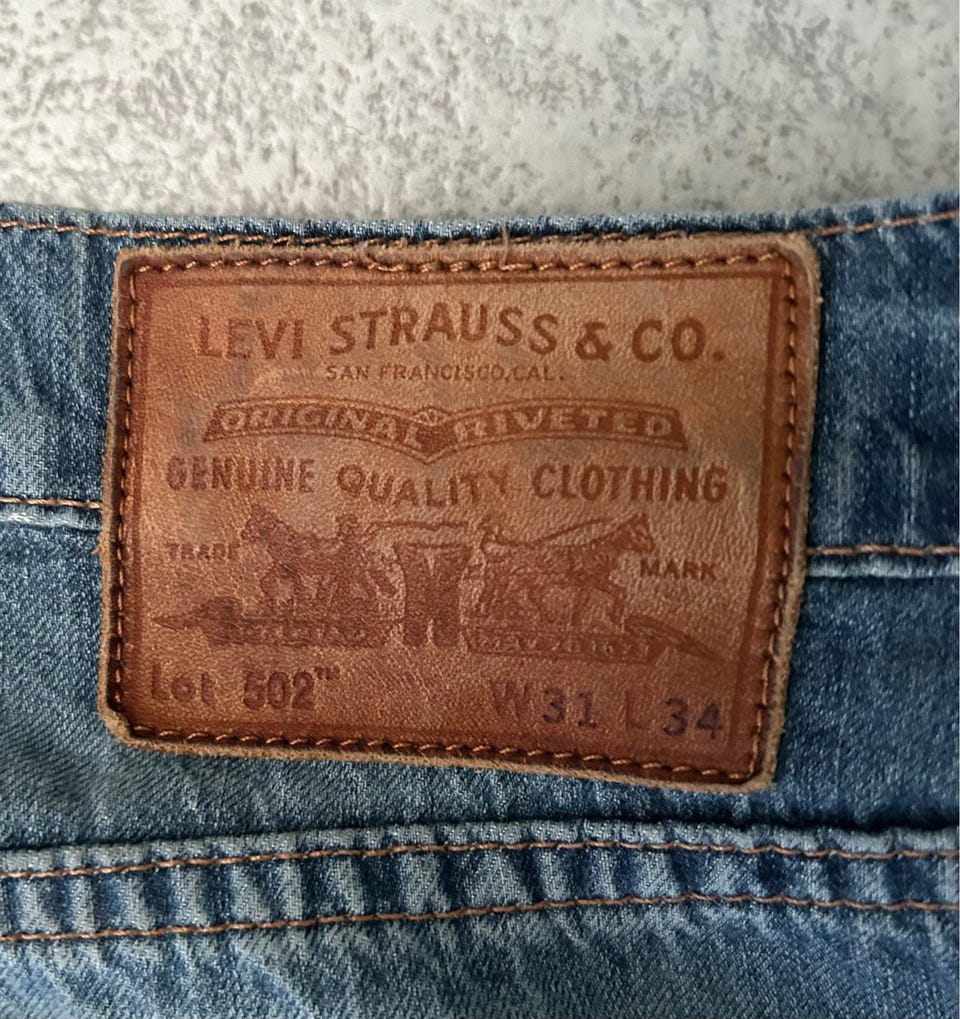 LEVI STRAUSS & CO.
SAN FRANCISCO, CAL.
ORIGINAL RIVETED
GENUINE QUALITY CLOTHING
TRADE MARK
Lot 502™ W31 L34